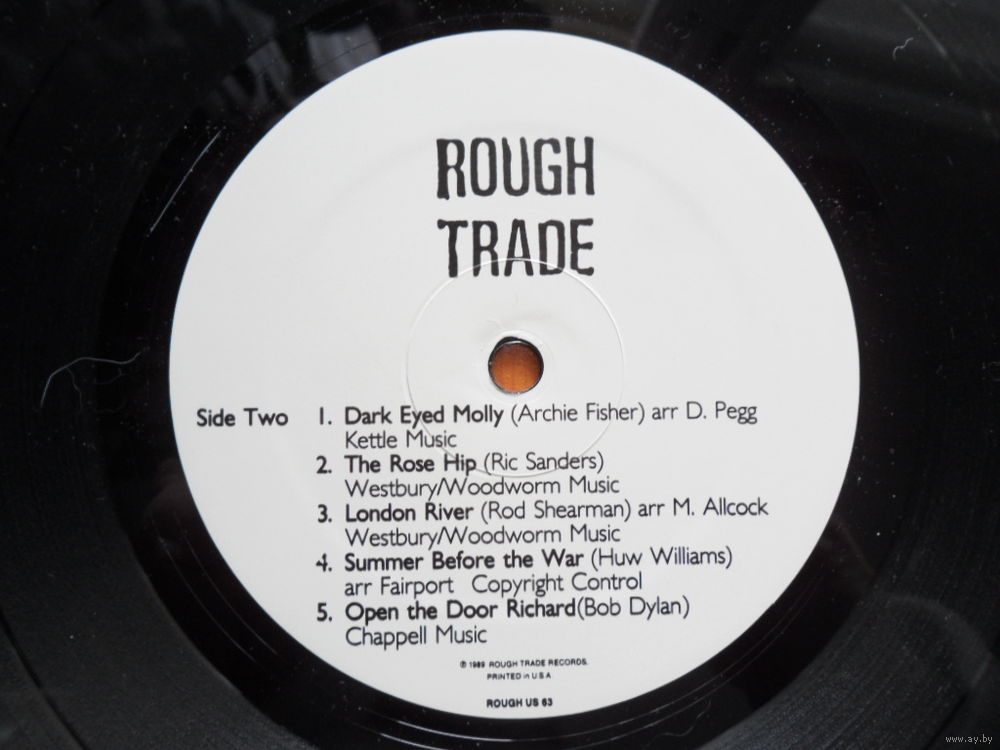 ROUGH
TRADE
Side Two 1. Dark Eyed Molly (Archie Fisher) arr D. Pegg
Kettle Music
2. The Rose Hip (Ric Sanders)
Westbury/Woodworm Music
3. London River (Rod Shearman) arr M. Allcock
Westbury/Woodworm Music
4. Summer Before the War (Huw Williams)
arr Fairport Copyright Control
5. Open the Door Richard(Bob Dylan)
Chappell Music
℗ 1989 ROUGH TRADE RECORDS.
PRINTED in U S A
ROUGH US 63
www.ay.by